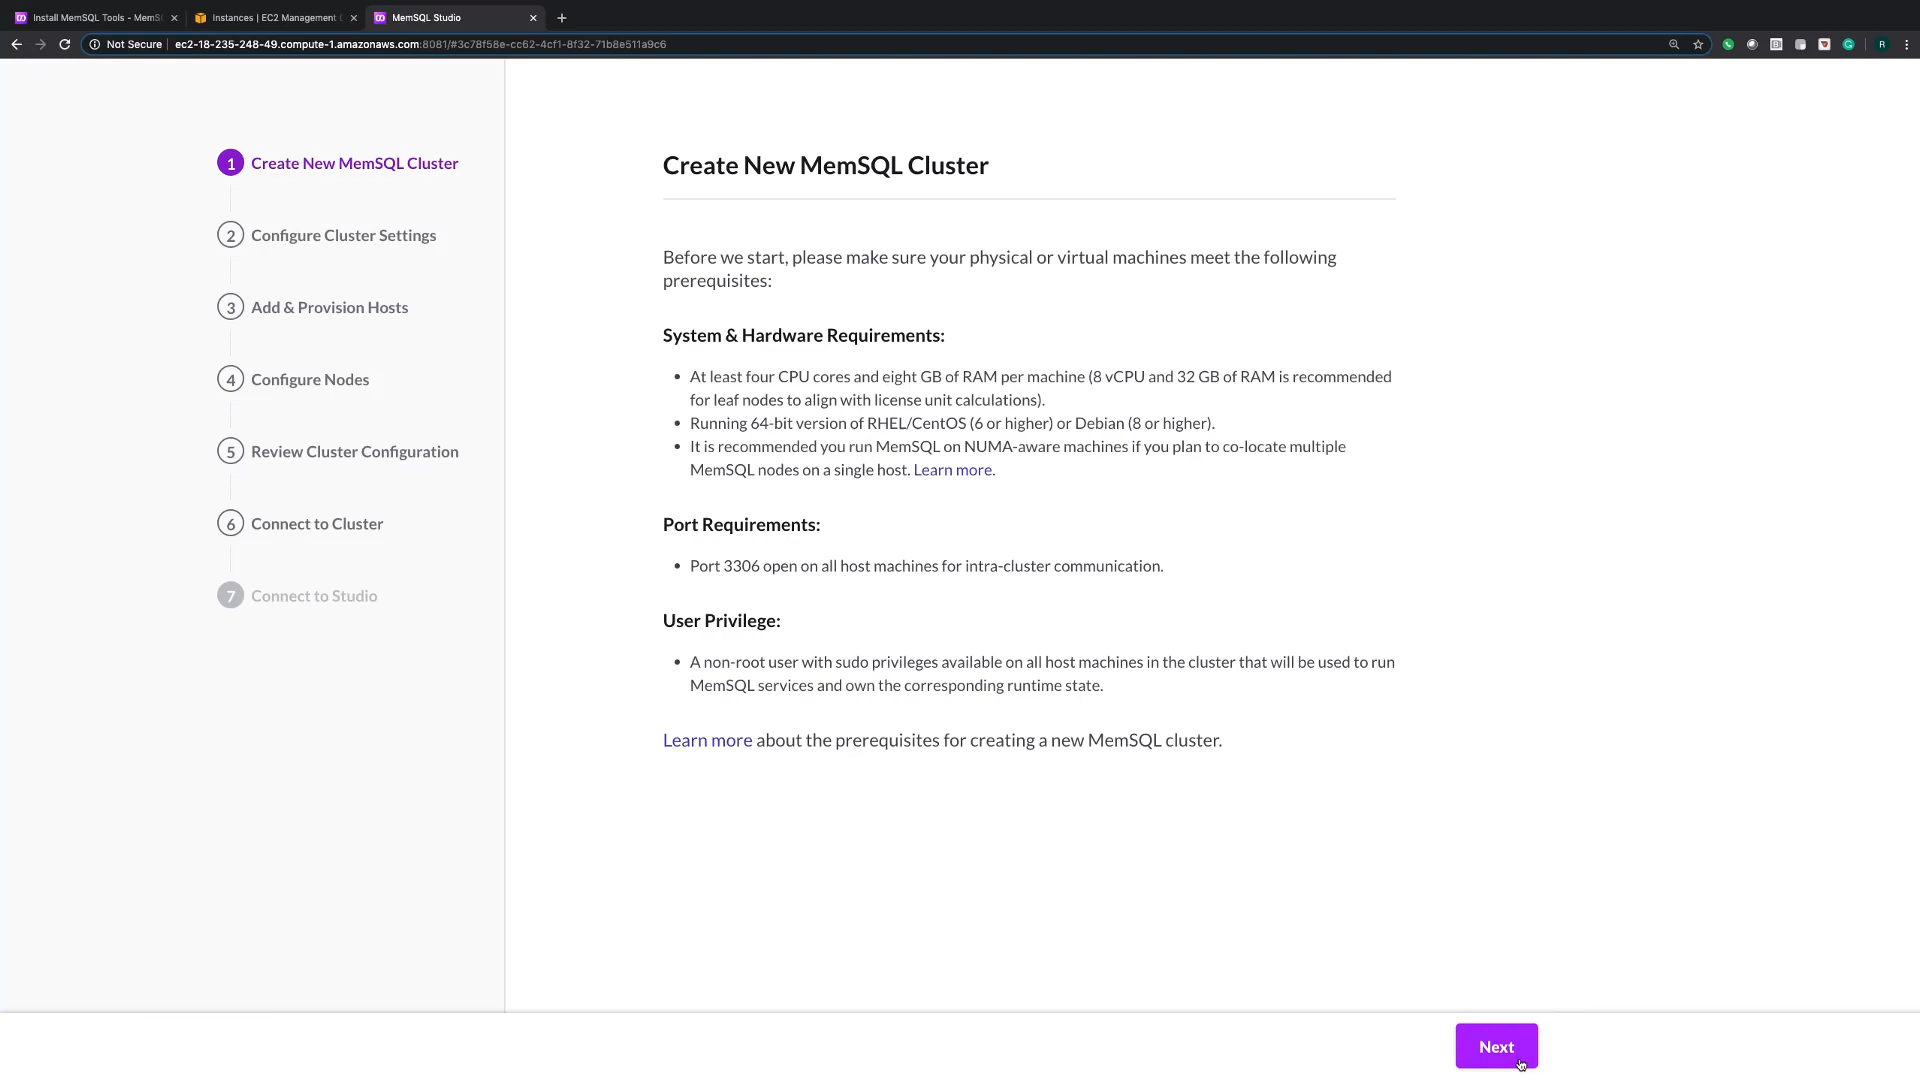 Install MemSQL Tools - MemS
Instances | EC2 Management
MemSQL Studio
Not Secure
ec2-18-235-248-49.compute-1.amazonaws.com:8081/#3c78f58e-cc62-4cf1-8f32-71b8e511a9c6
R
1 Create New MemSQL Cluster
2 Configure Cluster Settings
3 Add & Provision Hosts
4 Configure Nodes
5 Review Cluster Configuration
6 Connect to Cluster
7 Connect to Studio
Create New MemSQL Cluster
Before we start, please make sure your physical or virtual machines meet the following
prerequisites:
System & Hardware Requirements:
• At least four CPU cores and eight GB of RAM per machine (8 vCPU and 32 GB of RAM is recommended
for leaf nodes to align with license unit calculations).
• Running 64-bit version of RHEL/CentOS (6 or higher) or Debian (8 or higher).
• It is recommended you run MemSQL on NUMA-aware machines if you plan to co-locate multiple
MemSQL nodes on a single host. Learn more.
Port Requirements:
• Port 3306 open on all host machines for intra-cluster communication.
User Privilege:
• A non-root user with sudo privileges available on all host machines in the cluster that will be used to run
MemSQL services and own the corresponding runtime state.
Learn more about the prerequisites for creating a new MemSQL cluster.
Next